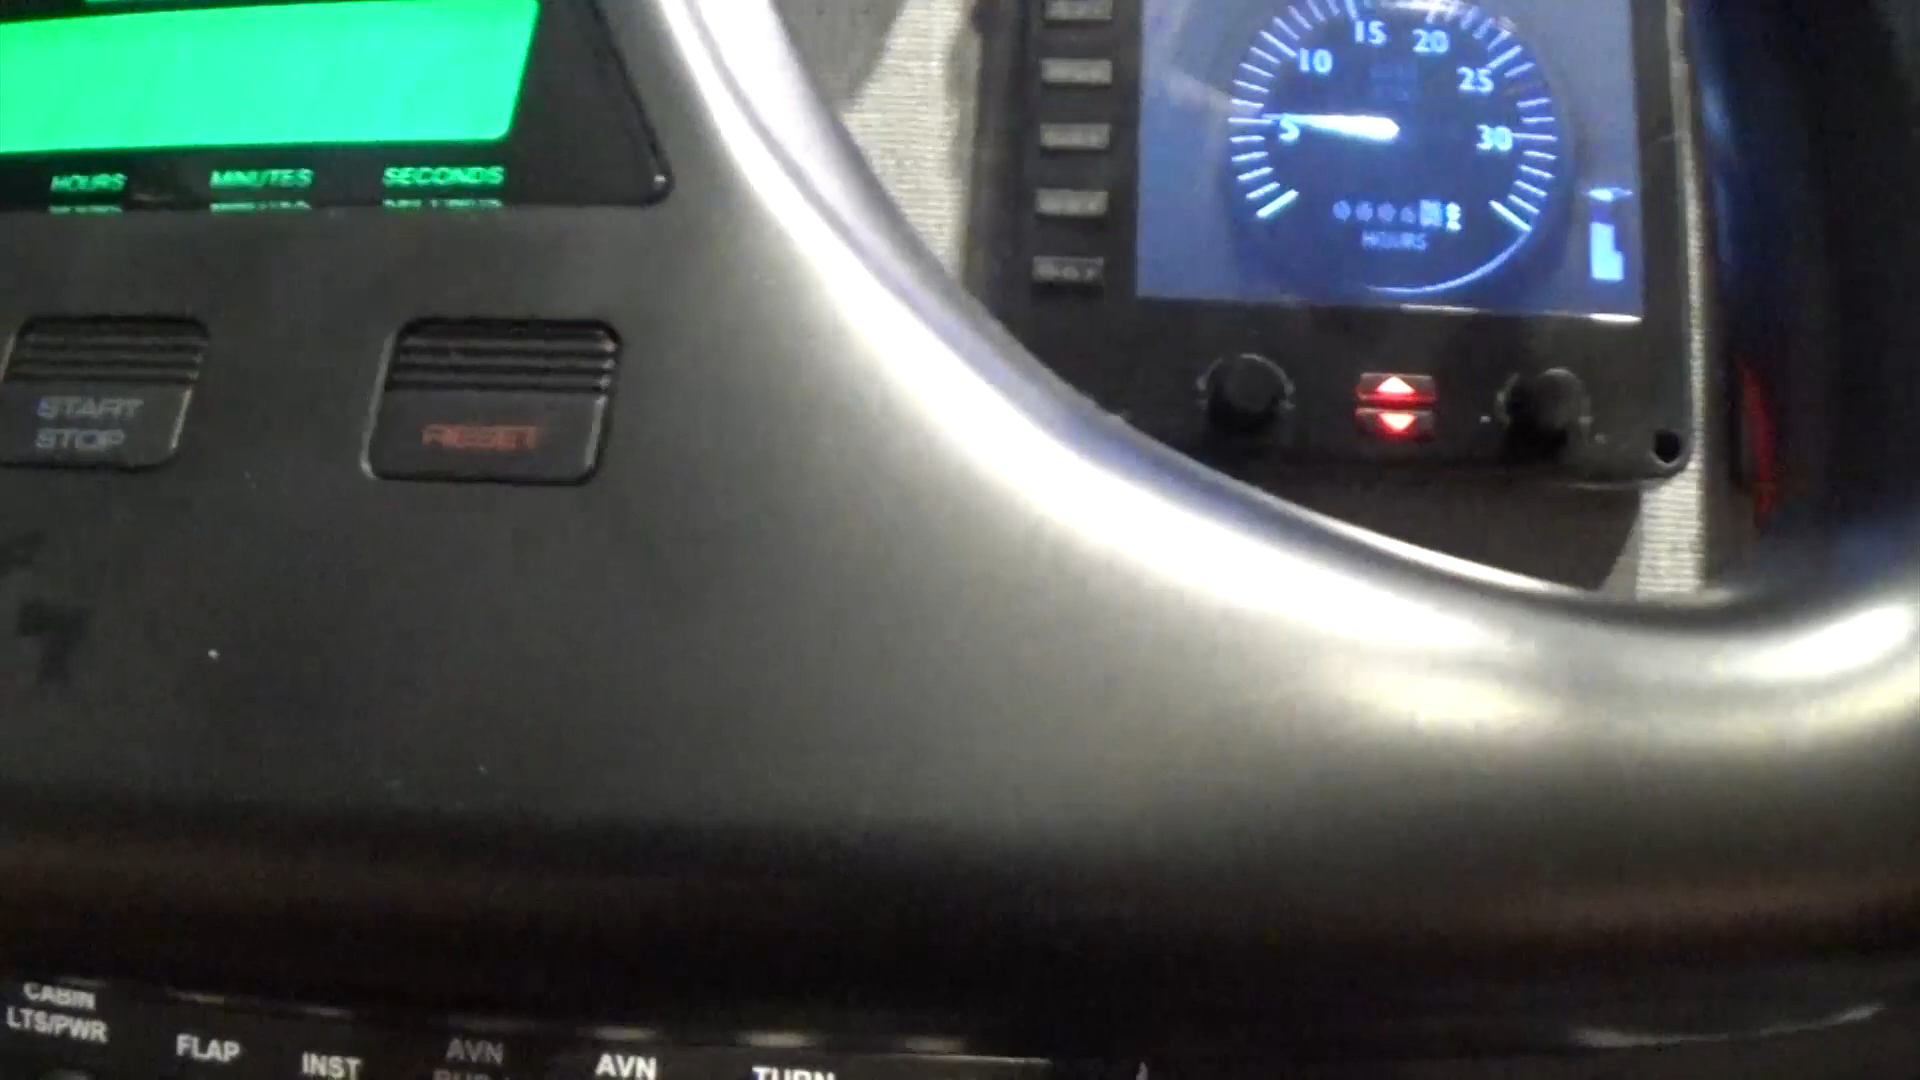 15 20
10 25
5 30
HOURS
HOURS MINUTES SECONDS
START
STOP
RESET
CABIN
LTS/PWR
FLAP
INST
AVN
AVN
TURN